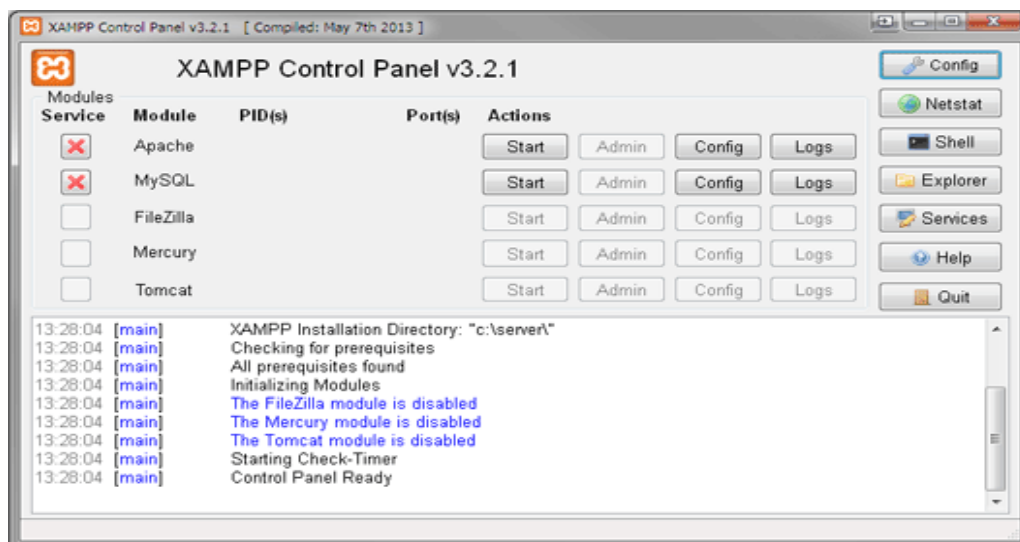 XAMPP Control Panel v3.2.1 [ Compiled: May 7th 2013 ]
XAMPP Control Panel v3.2.1
Config
Modules
Service Module PID(s) Port(s) Actions
Netstat
Apache Start Admin Config Logs
Shell
MySQL Start Admin Config Logs
Explorer
FileZilla Start Admin Config Logs
Services
Mercury Start Admin Config Logs
Help
Tomcat Start Admin Config Logs
Quit
13:28:04 [main] XAMPP Installation Directory: "c:\server\"
13:28:04 [main] Checking for prerequisites
13:28:04 [main] All prerequisites found
13:28:04 [main] Initializing Modules
13:28:04 [main] The FileZilla module is disabled
13:28:04 [main] The Mercury module is disabled
13:28:04 [main] The Tomcat module is disabled
13:28:04 [main] Starting Check-Timer
13:28:04 [main] Control Panel Ready